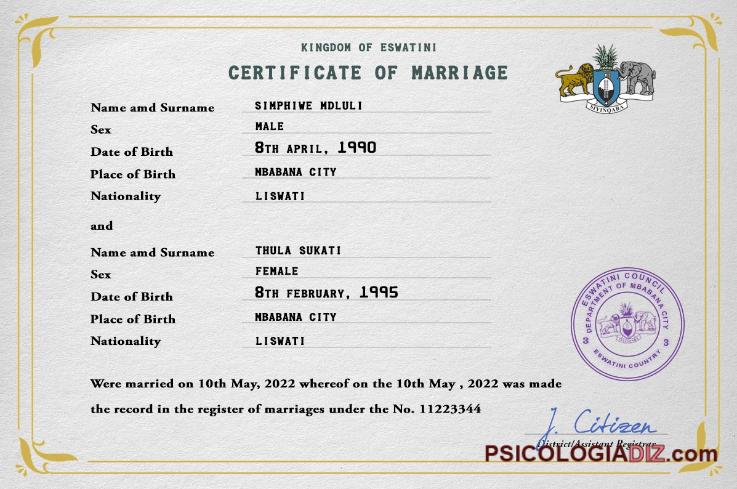 KINGDOM OF ESWATINI
CERTIFICATE OF MARRIAGE
SIYINQABA
Name amd Surname SIMPHIWE MDLULI
Sex MALE
Date of Birth 8TH APRIL, 1990
Place of Birth MBABANA CITY
Nationality LISWATI
and
Name amd Surname THULA SUKATI
Sex FEMALE
Date of Birth 8TH FEBRUARY, 1995
Place of Birth MBABANA CITY
Nationality LISWATI
ESWATINI COUNCIL
DEPARTMENT OF MBABANA CITY
3 3
ESWATINI COUNTRY
Were married on 10th May, 2022 whereof on the 10th May , 2022 was made
the record in the register of marriages under the No. 11223344
J. Citizen
District/Assistant Registrar
PSICOLOGIADIZ.com